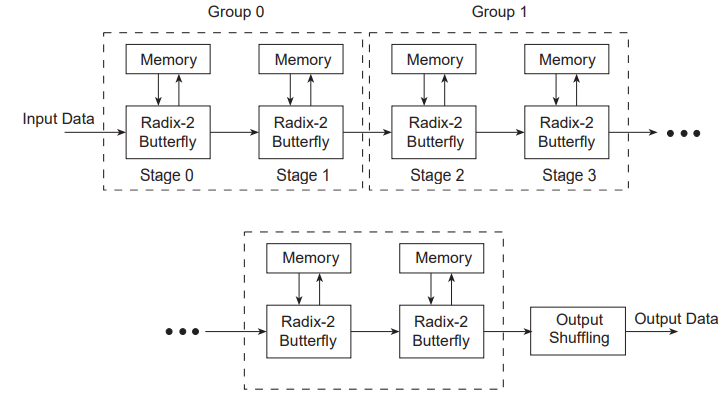 Group 0
Group 1
Memory
Memory
Memory
Memory
Input Data
Radix-2
Butterfly
Radix-2
Butterfly
Radix-2
Butterfly
Radix-2
Butterfly
Stage 0
Stage 1
Stage 2
Stage 3
Memory
Memory
Radix-2
Butterfly
Radix-2
Butterfly
Output
Shuffling
Output Data